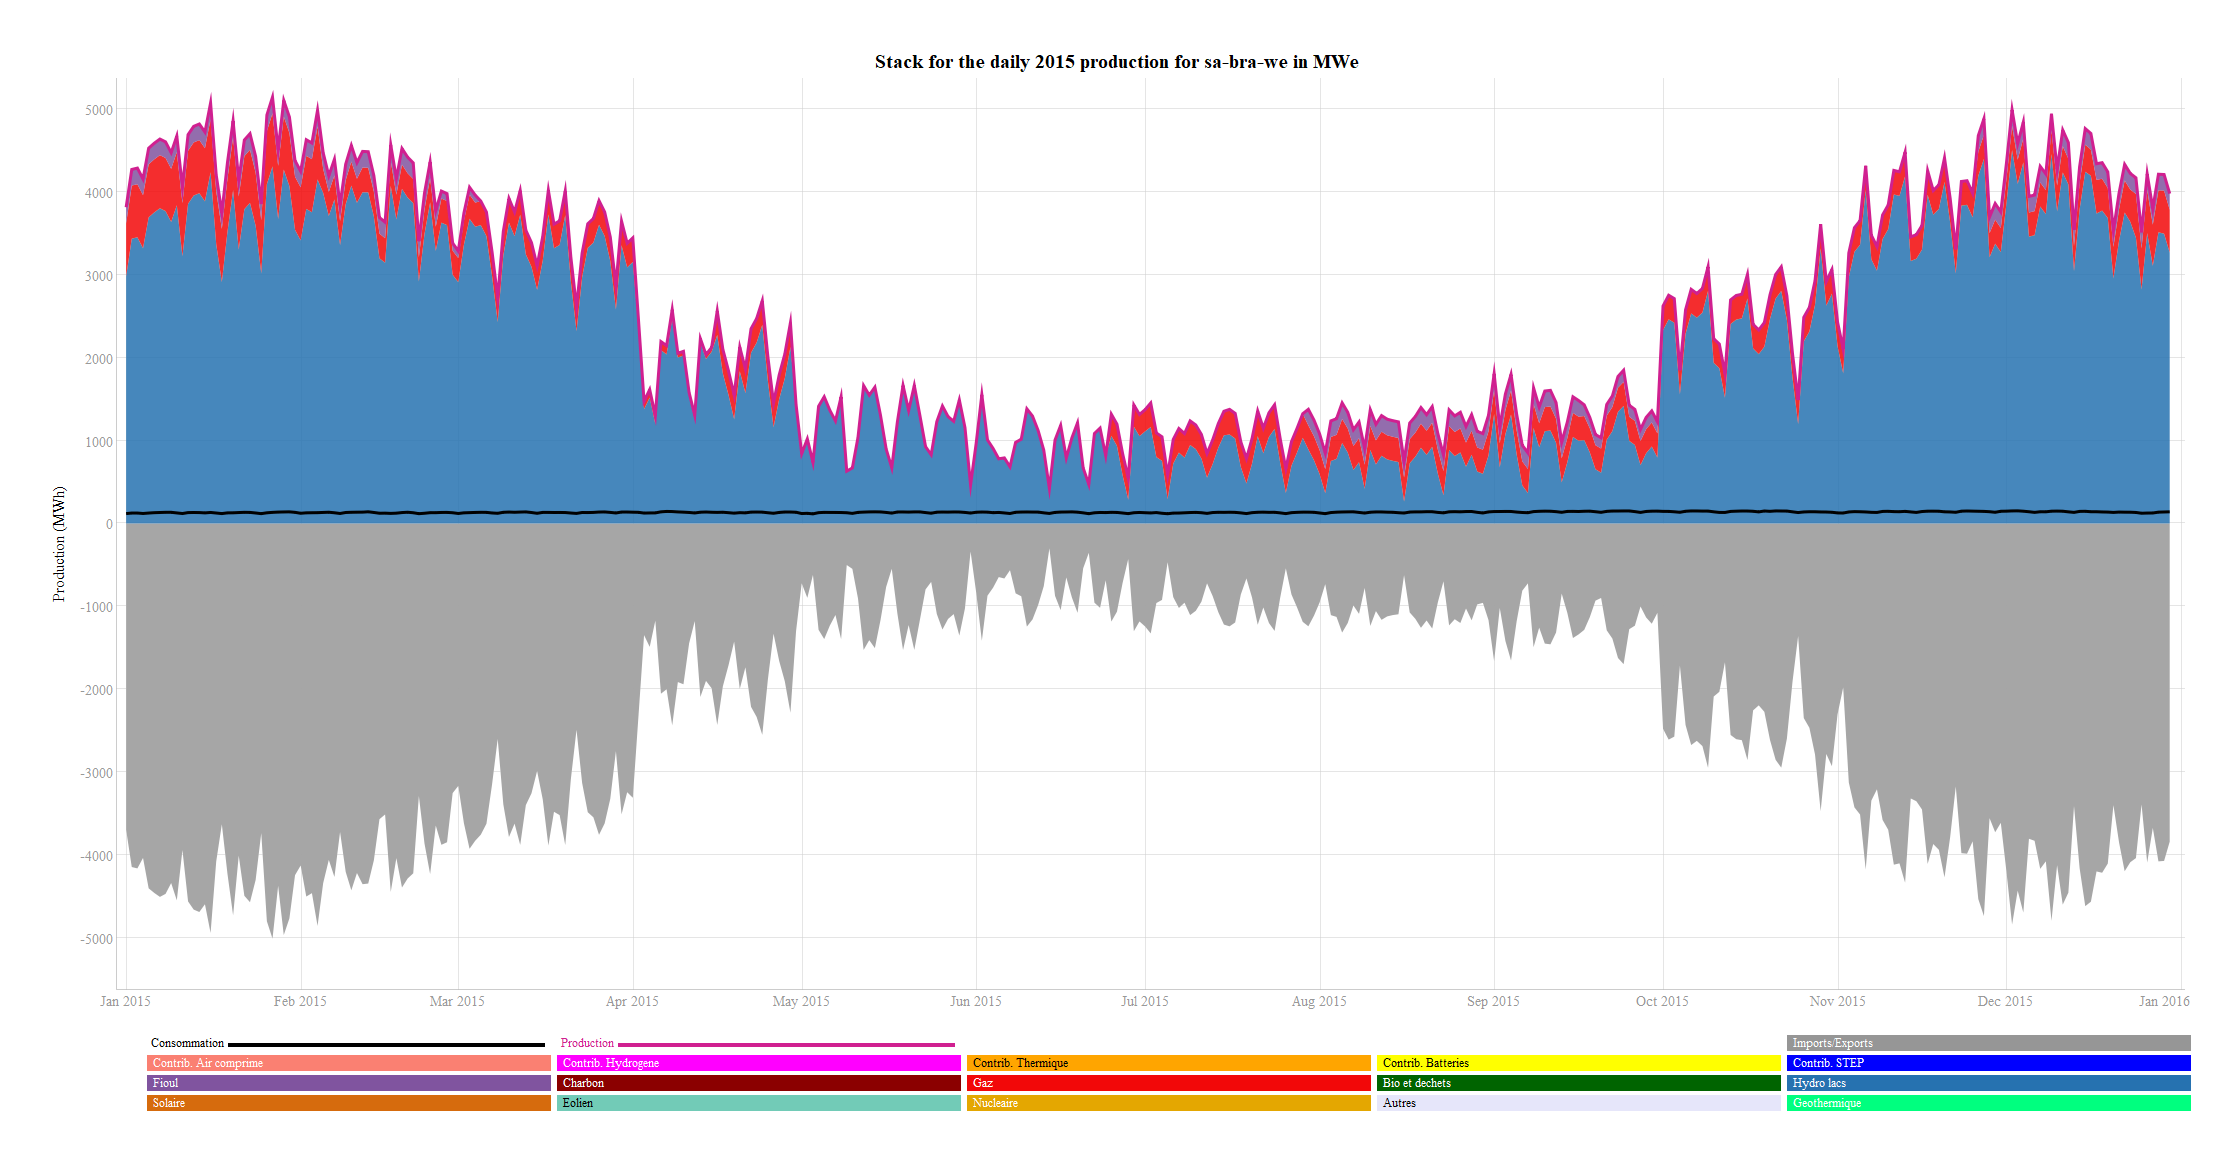 Stack for the daily 2015 production for sa-bra-we in MWe
Production (MWh)
5000
4000
3000
2000
1000
0
-1000
-2000
-3000
-4000
-5000
Jan 2015 Feb 2015 Mar 2015 Apr 2015 May 2015 Jun 2015 Jul 2015 Aug 2015 Sep 2015 Oct 2015 Nov 2015 Dec 2015 Jan 2016
Consommation Production Imports/Exports
Contrib. Air comprime Contrib. Hydrogene Contrib. Thermique Contrib. Batteries Contrib. STEP
Fioul Charbon Gaz Bio et dechets Hydro lacs
Solaire Eolien Nucleaire Autres Geothermique